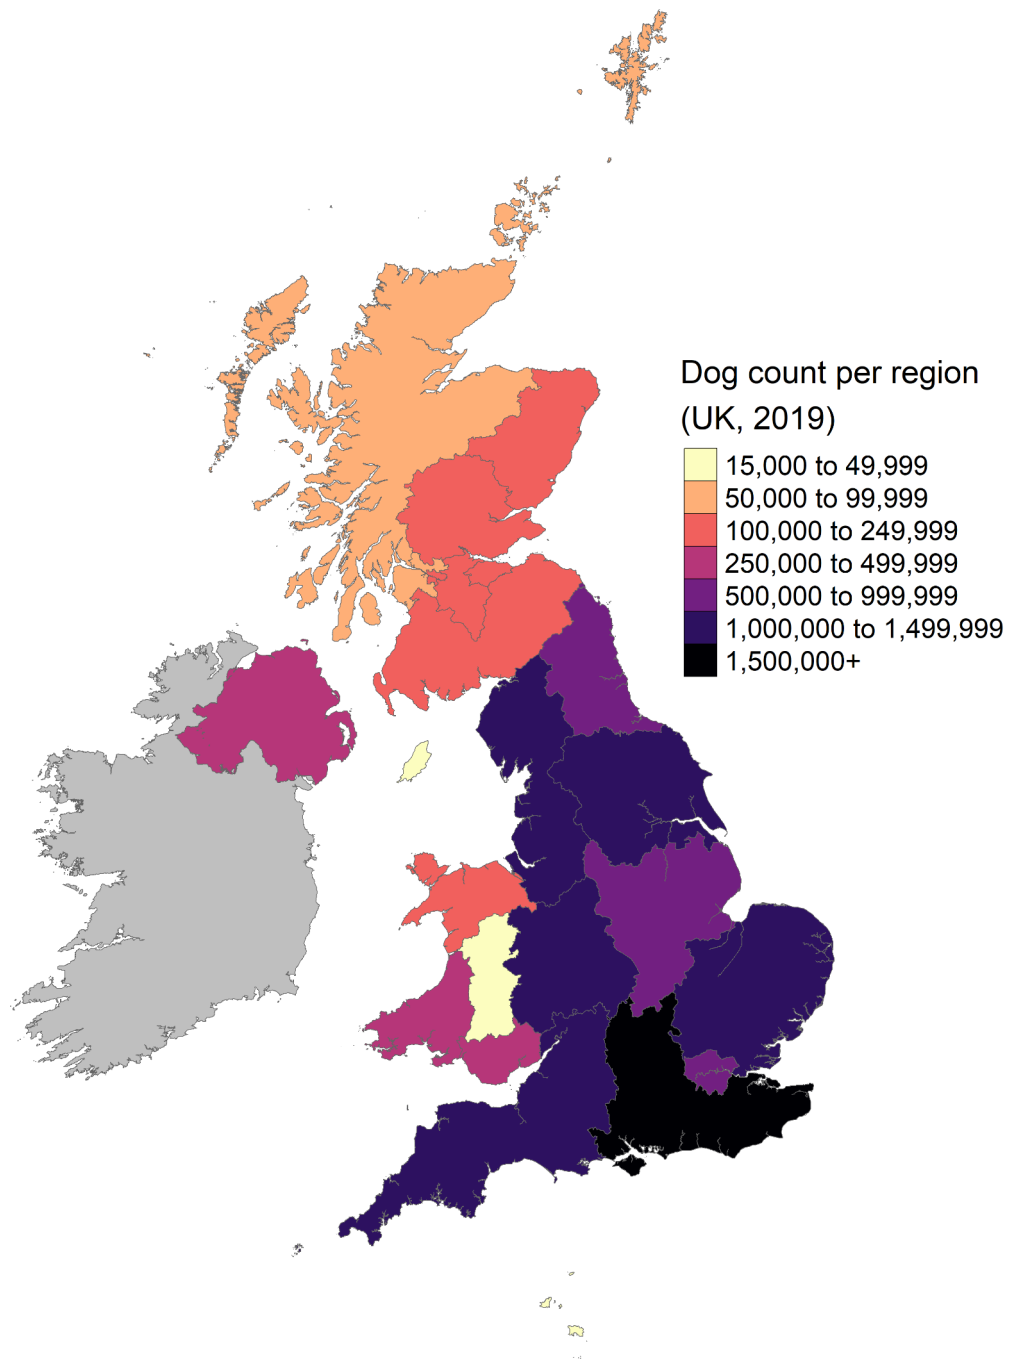 Dog count per region
(UK, 2019)
15,000 to 49,999
50,000 to 99,999
100,000 to 249,999
250,000 to 499,999
500,000 to 999,999
1,000,000 to 1,499,999
1,500,000+